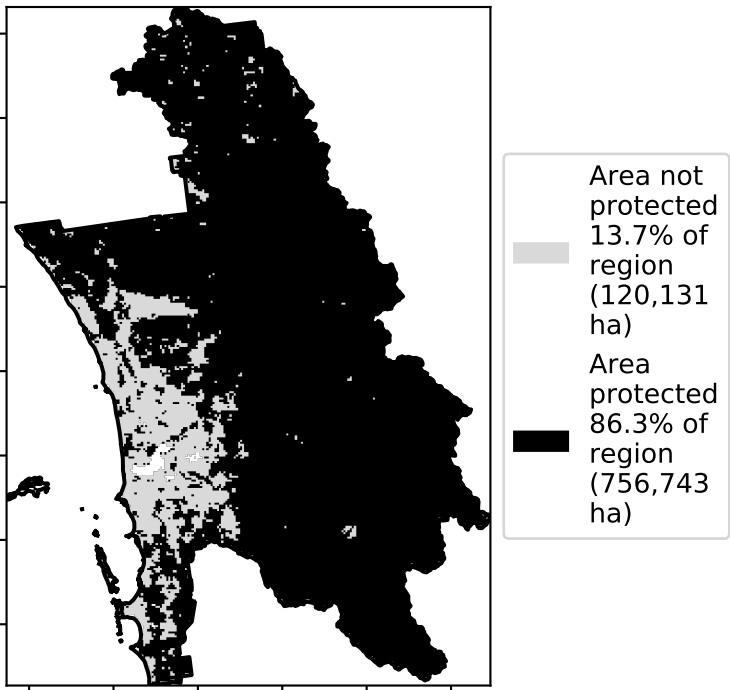 Area not
protected
13.7% of
region
(120,131
ha)
Area
protected
86.3% of
region
(756,743
ha)